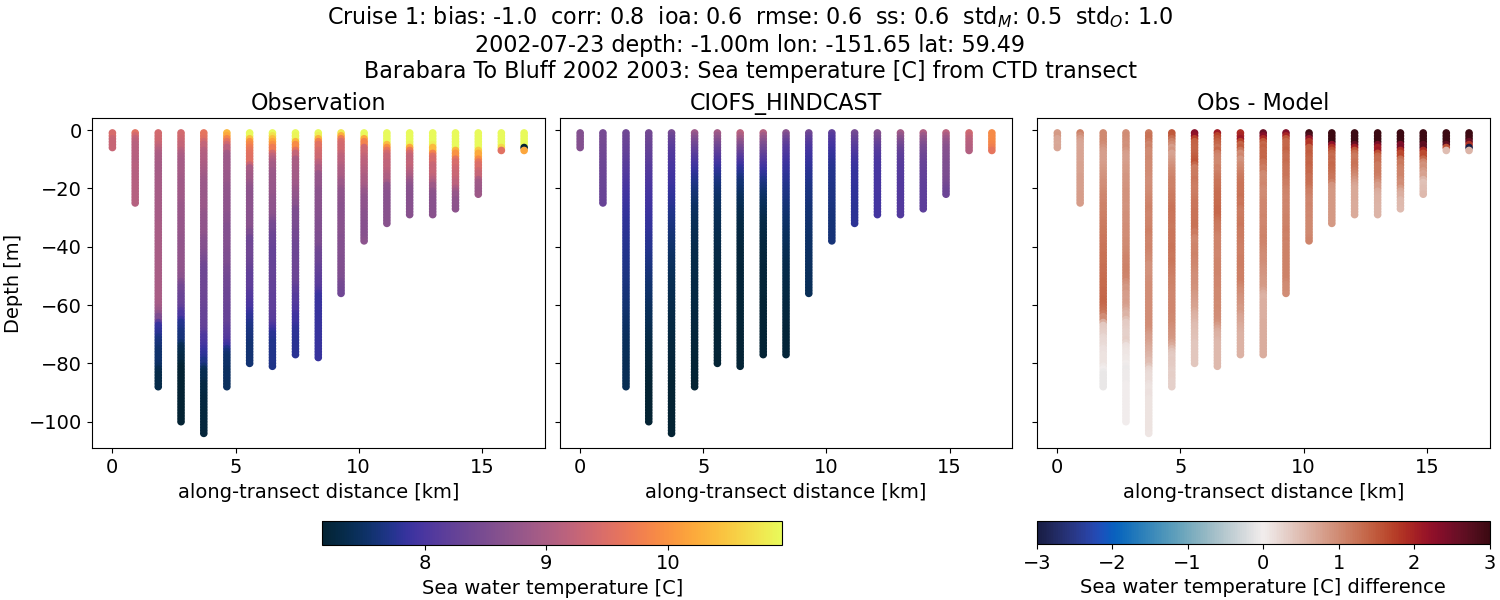 Cruise 1: bias: -1.0 corr: 0.8 ioa: 0.6 rmse: 0.6 ss: 0.6 std_M: 0.5 std_O: 1.0
2002-07-23 depth: -1.00m lon: -151.65 lat: 59.49
Barabara To Bluff 2002 2003: Sea temperature [C] from CTD transect
Observation
CIOFS_HINDCAST
Obs - Model
Depth [m]
0
−20
−40
−60
−80
−100
0 5 10 15
0 5 10 15
0 5 10 15
along-transect distance [km]
along-transect distance [km]
along-transect distance [km]
8 9 10
Sea water temperature [C]
−3 −2 −1 0 1 2 3
Sea water temperature [C] difference